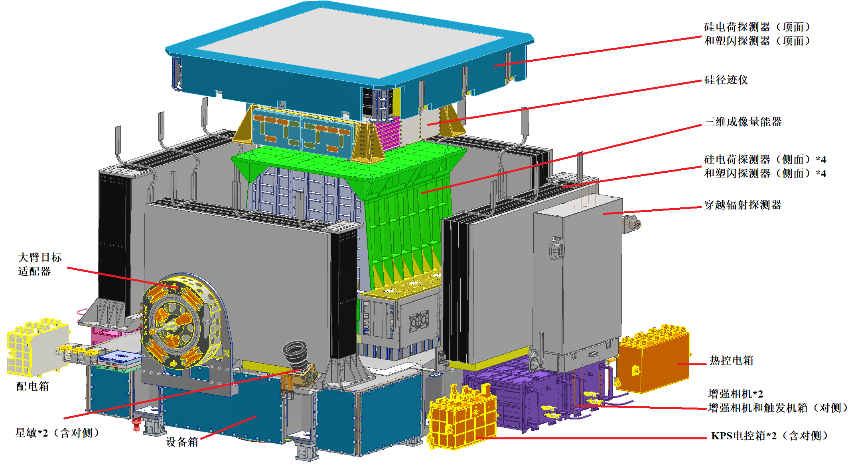 硅电荷探测器（顶面）
和塑闪探测器（顶面）
硅径迹仪
三维成像量能器
硅电荷探测器（侧面）*4
和塑闪探测器（侧面）*4
穿越辐射探测器
大臂目标
适配器
热控电箱
配电箱
增强相机*2
增强相机和触发机箱（对侧）
星敏*2（含对侧）
设备箱
KPS电控箱*2（含对侧）